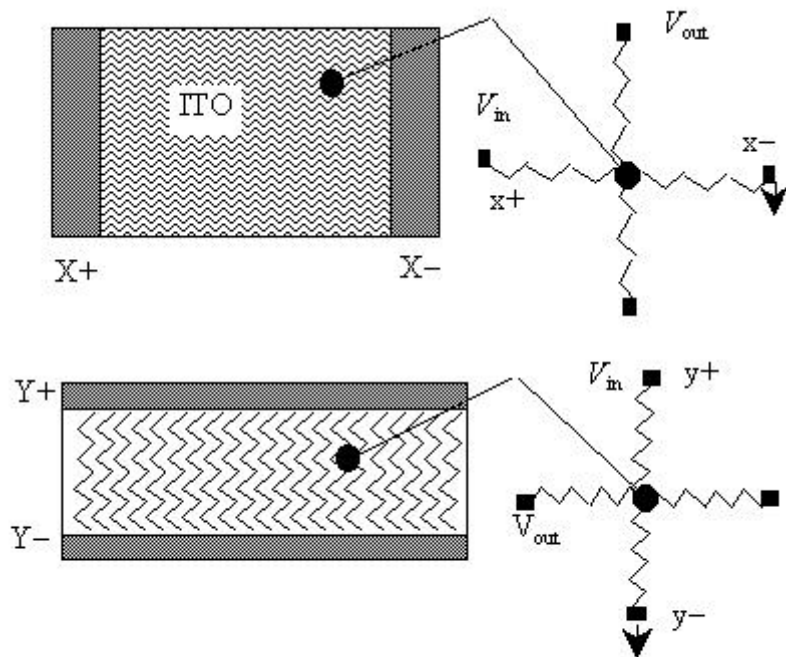 ITO
X+
X−
V_out
V_in
x−
x+
Y+
Y−
V_in
y+
V_out
y−